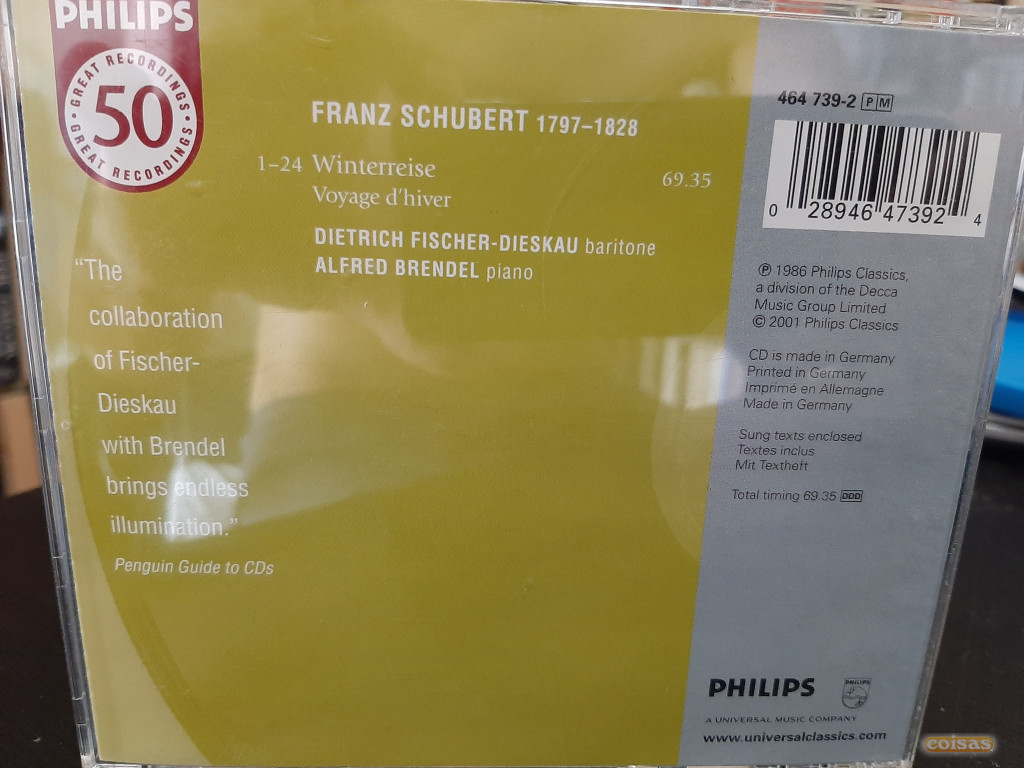 PHILIPS
GREAT RECORDINGS · GREAT RECORDINGS ·
50
FRANZ SCHUBERT 1797–1828
1–24 Winterreise 69.35
Voyage d'hiver
DIETRICH FISCHER-DIESKAU baritone
ALFRED BRENDEL piano
"The
collaboration
of Fischer-
Dieskau
with Brendel
brings endless
illumination."
Penguin Guide to CDs
464 739-2 PM
0 28946 47392 4
℗ 1986 Philips Classics,
a division of the Decca
Music Group Limited
© 2001 Philips Classics
CD is made in Germany
Printed in Germany
Imprimé en Allemagne
Made in Germany
Sung texts enclosed
Textes inclus
Mit Textheft
Total timing 69.35 DDD
PHILIPS
PHILIPS
A UNIVERSAL MUSIC COMPANY
www.universalclassics.com
coisas